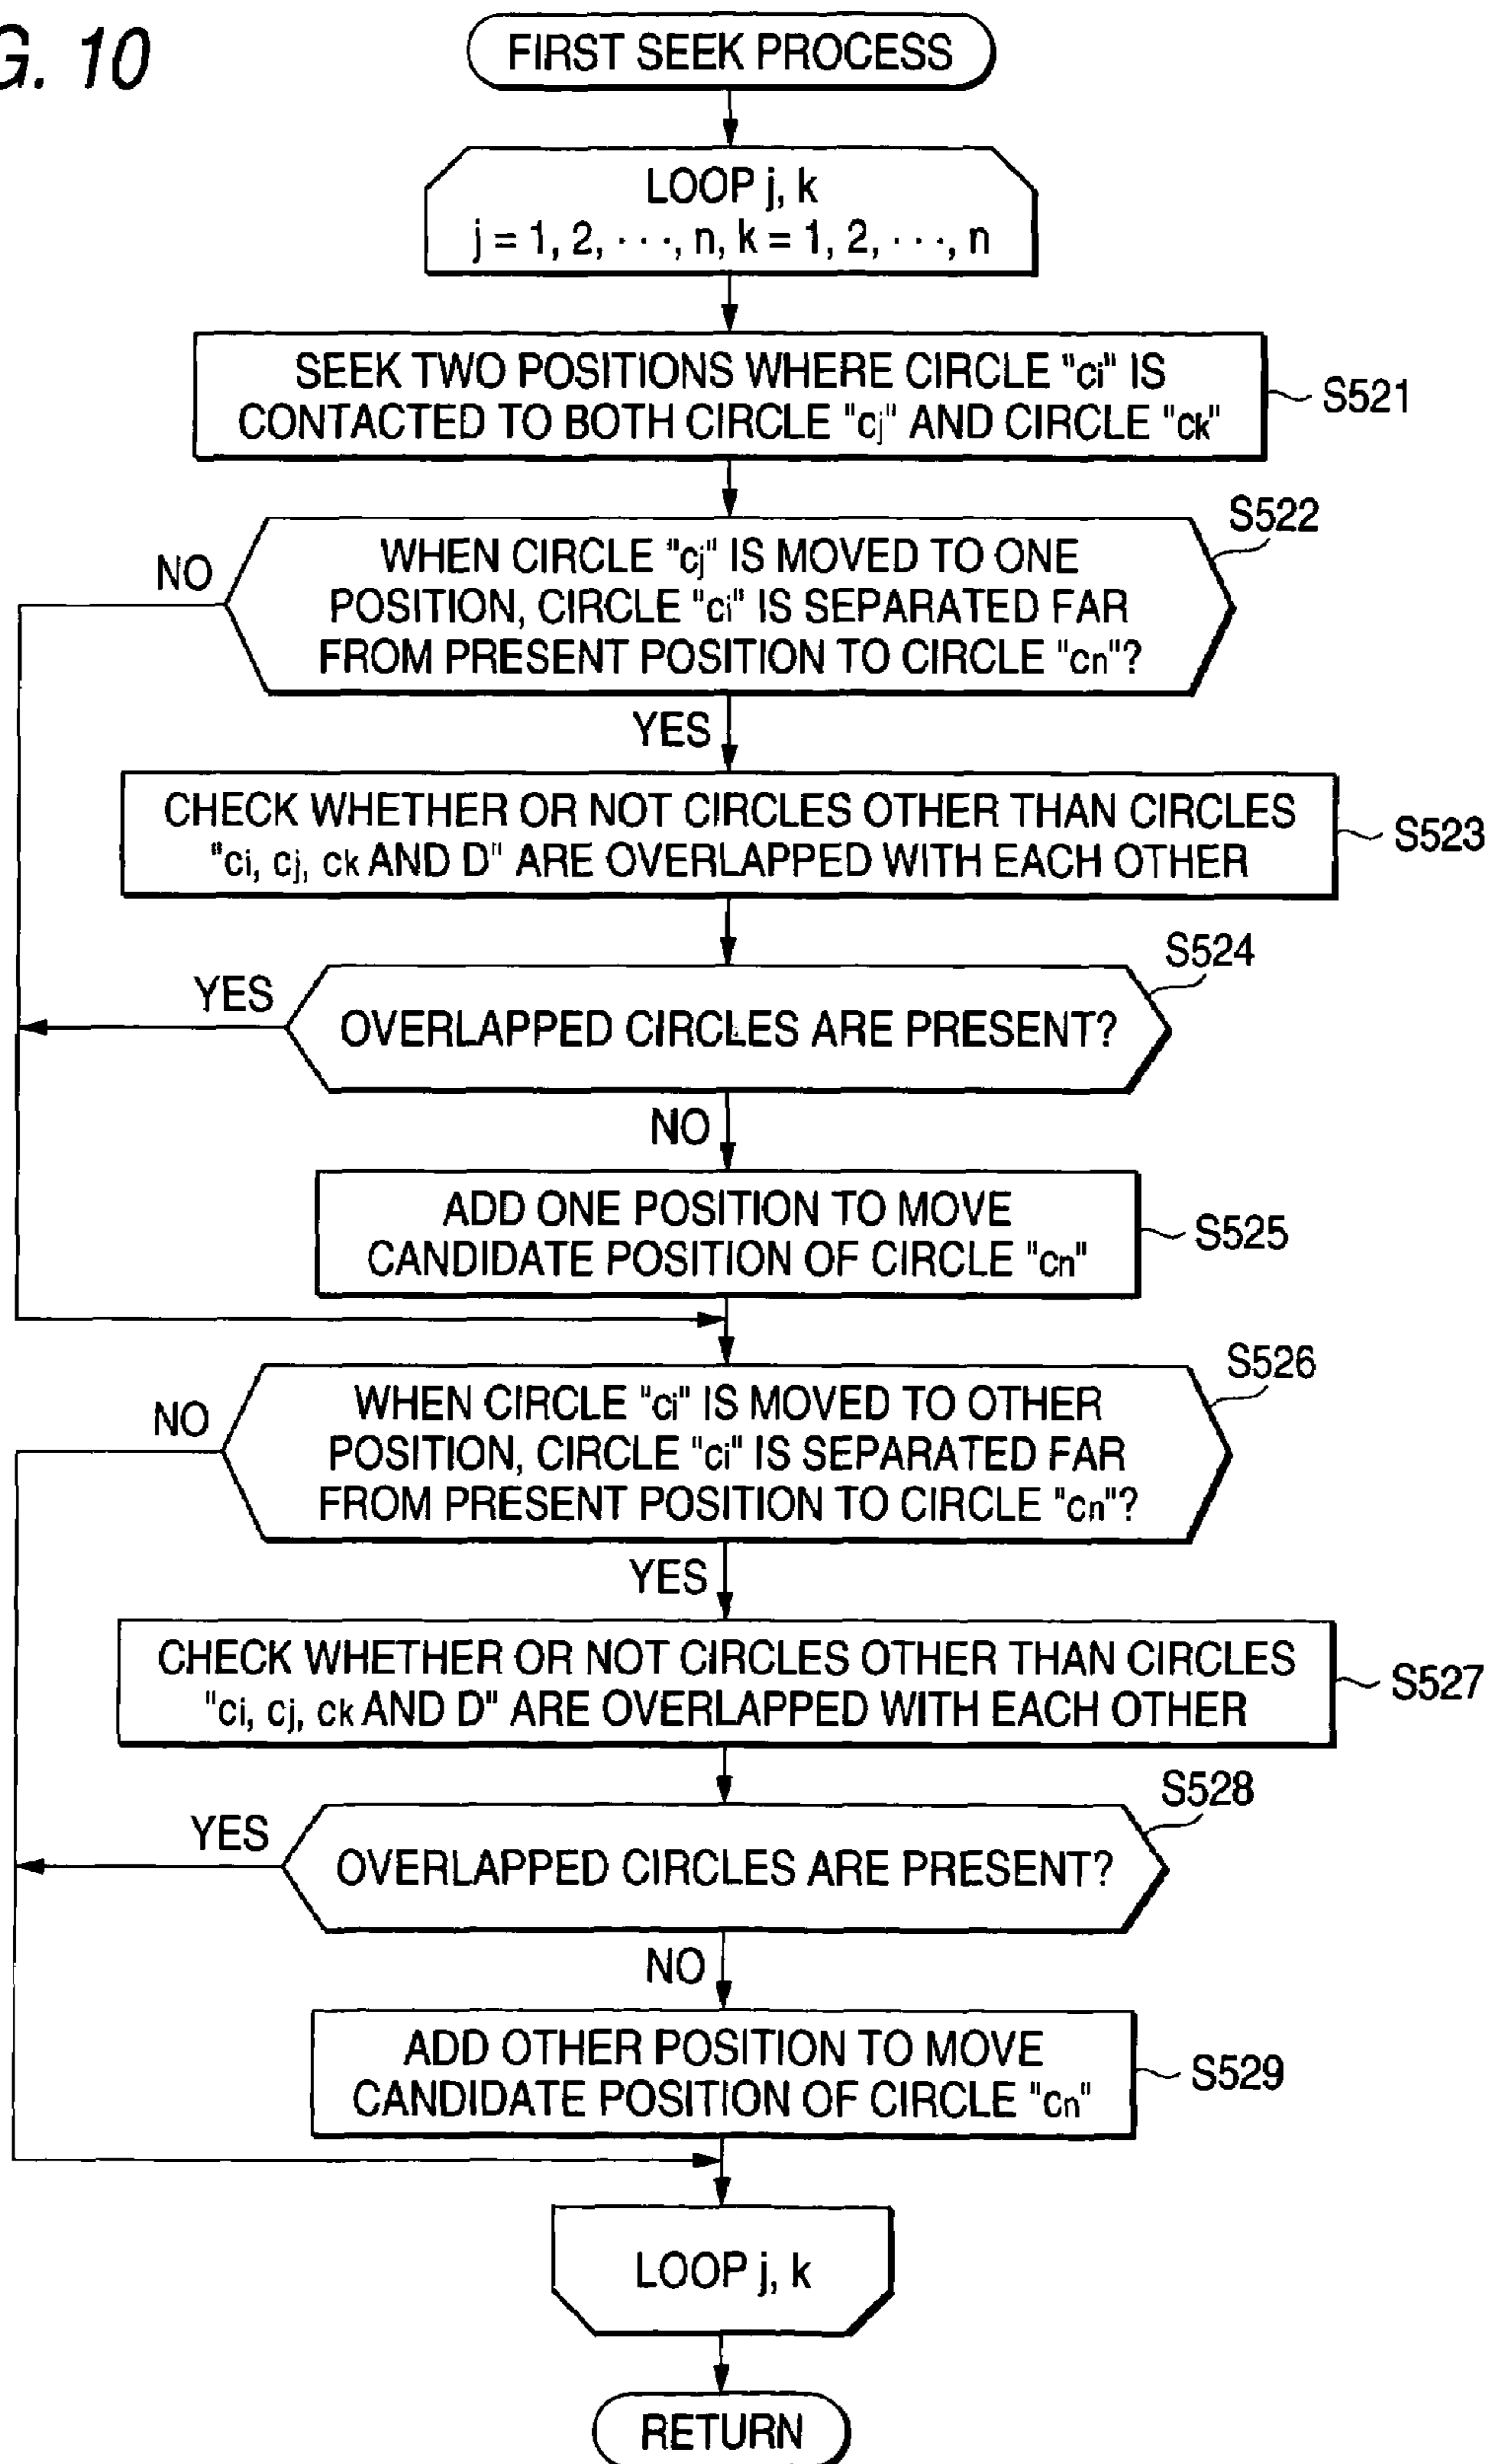 G. 10
FIRST SEEK PROCESS
LOOP j, k
j = 1, 2, · · ·, n, k = 1, 2, · · ·, n
SEEK TWO POSITIONS WHERE CIRCLE "ci" IS
CONTACTED TO BOTH CIRCLE "cj" AND CIRCLE "ck"
S521
S522
WHEN CIRCLE "cj" IS MOVED TO ONE
POSITION, CIRCLE "ci" IS SEPARATED FAR
FROM PRESENT POSITION TO CIRCLE "cn"?
NO
YES
CHECK WHETHER OR NOT CIRCLES OTHER THAN CIRCLES
"ci, cj, ck AND D" ARE OVERLAPPED WITH EACH OTHER
S523
S524
YES
OVERLAPPED CIRCLES ARE PRESENT?
NO
ADD ONE POSITION TO MOVE
CANDIDATE POSITION OF CIRCLE "cn"
S525
S526
NO
WHEN CIRCLE "ci" IS MOVED TO OTHER
POSITION, CIRCLE "ci" IS SEPARATED FAR
FROM PRESENT POSITION TO CIRCLE "cn"?
YES
CHECK WHETHER OR NOT CIRCLES OTHER THAN CIRCLES
"ci, cj, ck AND D" ARE OVERLAPPED WITH EACH OTHER
S527
S528
YES
OVERLAPPED CIRCLES ARE PRESENT?
NO
ADD OTHER POSITION TO MOVE
CANDIDATE POSITION OF CIRCLE "cn"
S529
LOOP j, k
RETURN